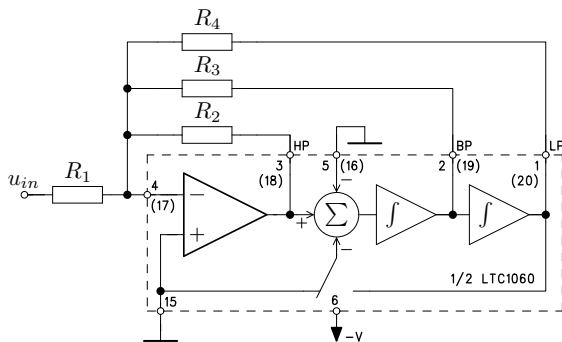 R4
R3
R2
HP
BP
LP
3
5
(16)
2
(19)
1
(18)
(20)
R1
uin
4
(17)
−
−
+
+
Σ
∫
∫
−
1/2 LTC1060
15
6
-V